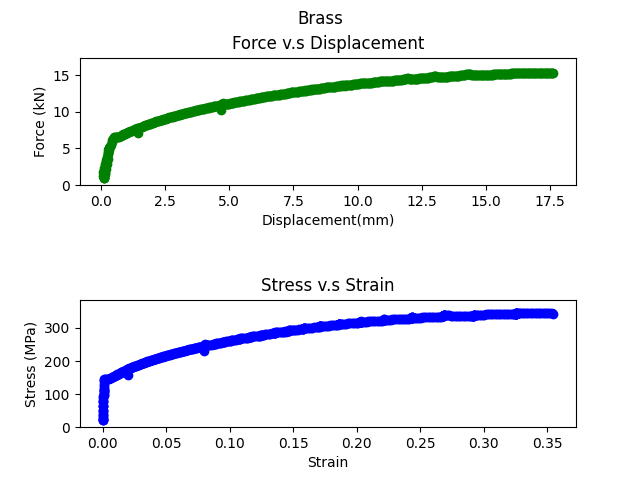 Brass
Force v.s Displacement
Force (kN)
15
10
5
0
0.0 2.5 5.0 7.5 10.0 12.5 15.0 17.5
Displacement(mm)
Stress v.s Strain
Stress (MPa)
300
200
100
0
0.00 0.05 0.10 0.15 0.20 0.25 0.30 0.35
Strain